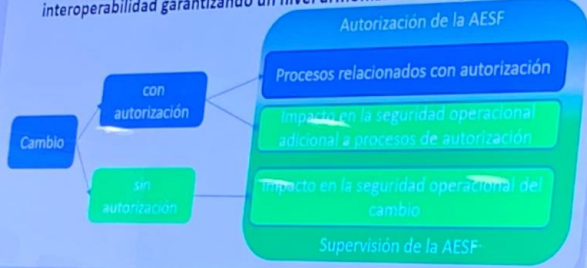 interoperabilidad garantizando un
Autorización de la AESF
Procesos relacionados con autorización
con
autorización
Impacto en la seguridad operacional
adicional a procesos de autorización
Cambio
sin
autorización
Impacto en la seguridad operacional del
cambio
Supervisión de la AESF